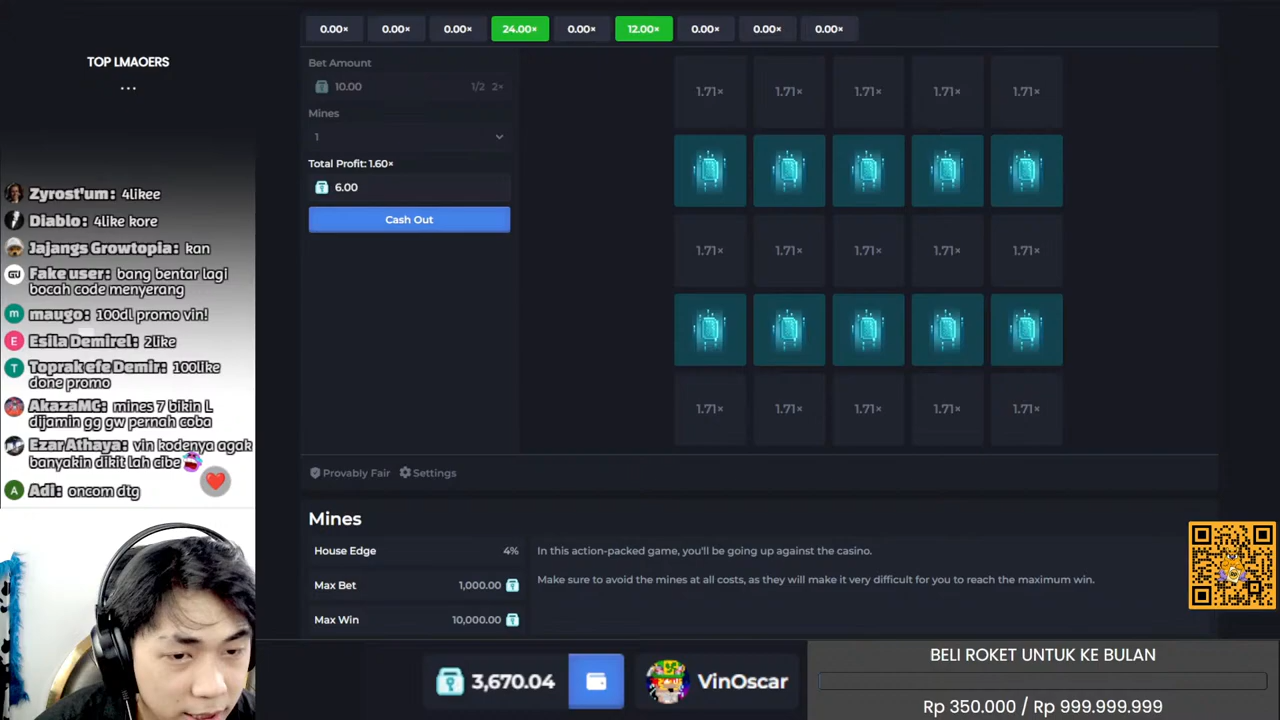 0.00×
0.00×
0.00×
24.00×
0.00×
12.00×
0.00×
0.00×
0.00×
TOP LMAOERS
...
Zyrost'um: 4likee
Diablo: 4like kore
Jajangs Growtopia: kan
Fake user: bang bentar lagi
bocah code menyerang
maugo: 100dl promo vin!
Esila Demirel: 2like
Toprak efe Demir: 100like
done promo
AkazaMC: mines 7 bikin L
dijamin gg gw pernah coba
Ezar Athaya: vin kodenya agak
banyakin dikit lah cibe
Adi: oncom dtg
Bet Amount
10.00
1/2 2×
Mines
1
Total Profit: 1.60×
6.00
Cash Out
1.71× 1.71× 1.71× 1.71× 1.71×
1.71× 1.71× 1.71× 1.71× 1.71×
1.71× 1.71× 1.71× 1.71× 1.71×
Provably Fair
Settings
Mines
House Edge 4%
Max Bet 1,000.00
Max Win 10,000.00
In this action-packed game, you'll be going up against the casino.
Make sure to avoid the mines at all costs, as they will make it very difficult for you to reach the maximum win.
3,670.04
VinOscar
BELI ROKET UNTUK KE BULAN
Rp 350.000 / Rp 999.999.999